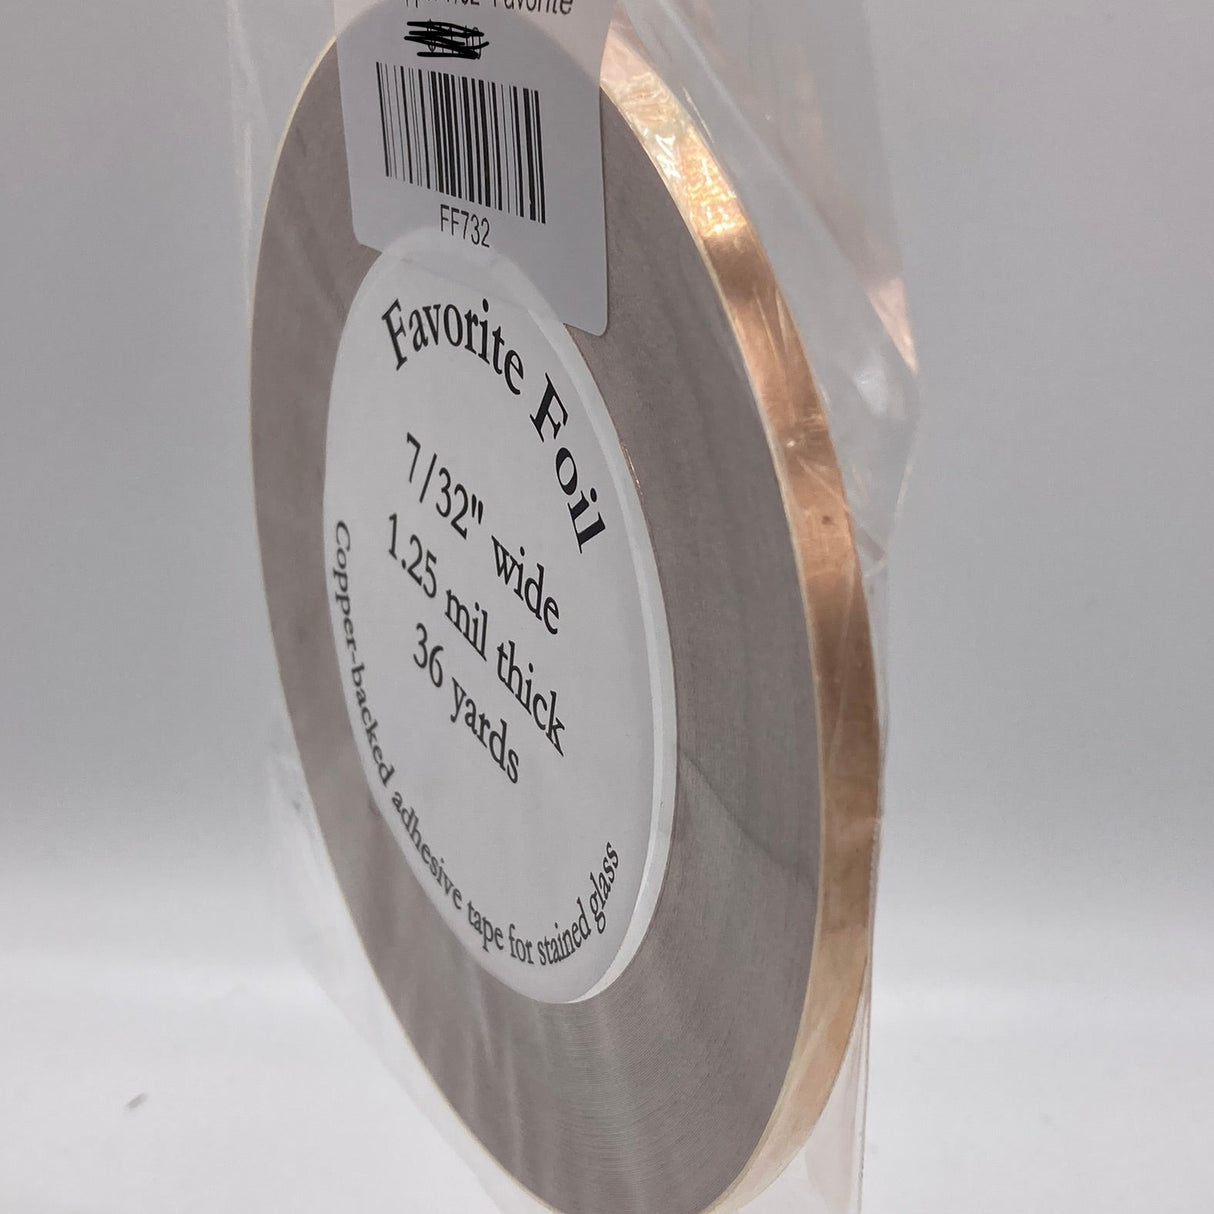 Favorite
FF732
Favorite Foil
7/32" wide
1.25 mil thick
36 yards
Copper-backed adhesive tape for stained glass